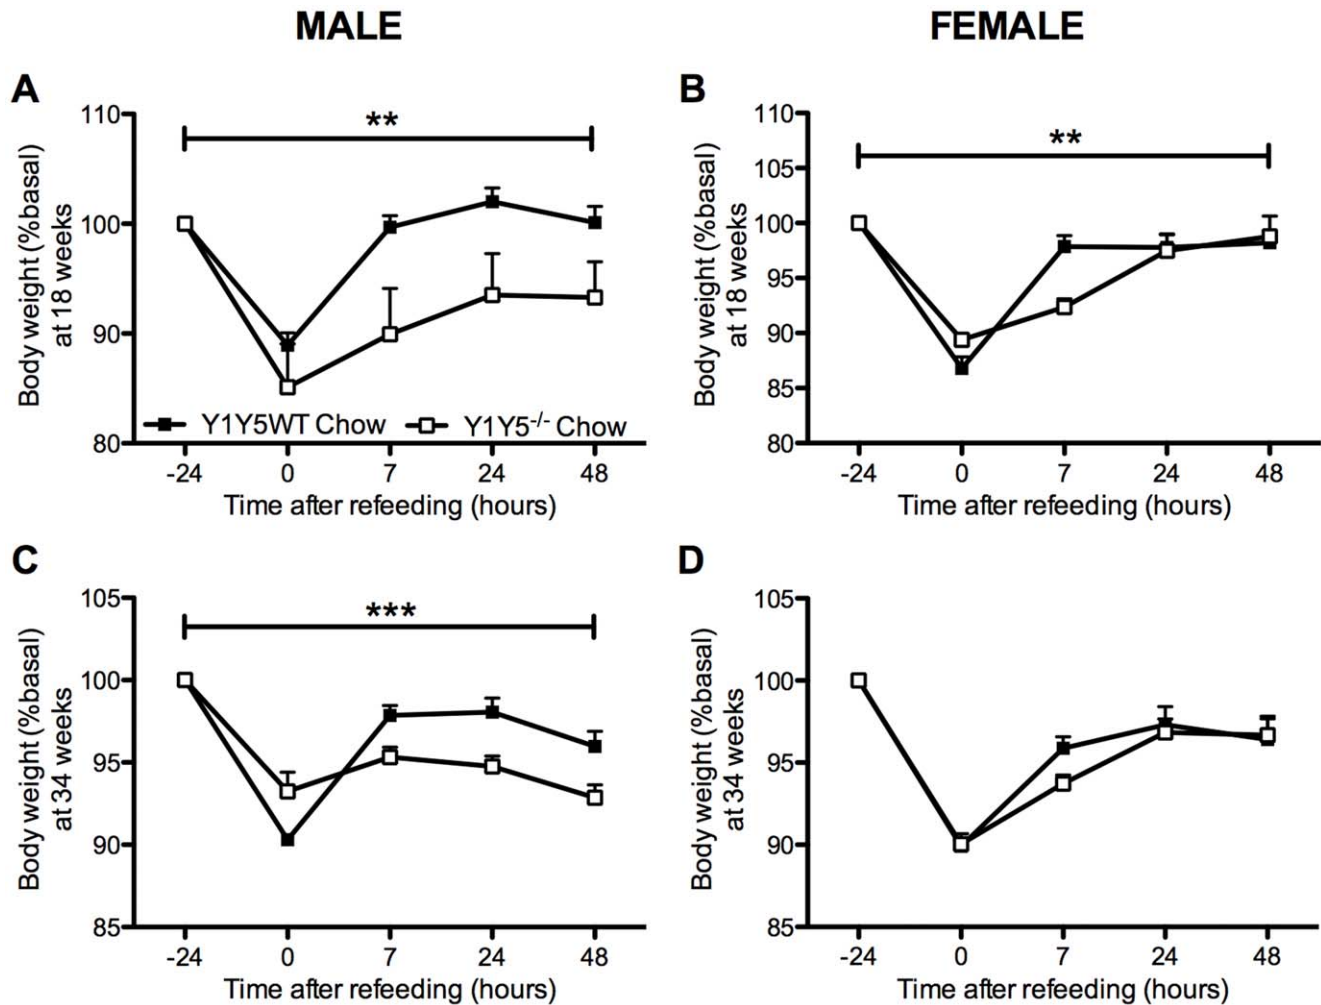 MALE
FEMALE
A
Body weight (%basal)
at 18 weeks
110
100
90
80
**
Y1Y5WT Chow
Y1Y5-/- Chow
-24 0 7 24 48
Time after refeeding (hours)
B
Body weight (%basal)
at 18 weeks
110
105
100
95
90
85
80
**
-24 0 7 24 48
Time after refeeding (hours)
C
Body weight (%basal)
at 34 weeks
105
100
95
90
85
***
-24 0 7 24 48
Time after refeeding (hours)
D
Body weight (%basal)
at 34 weeks
105
100
95
90
85
-24 0 7 24 48
Time after refeeding (hours)